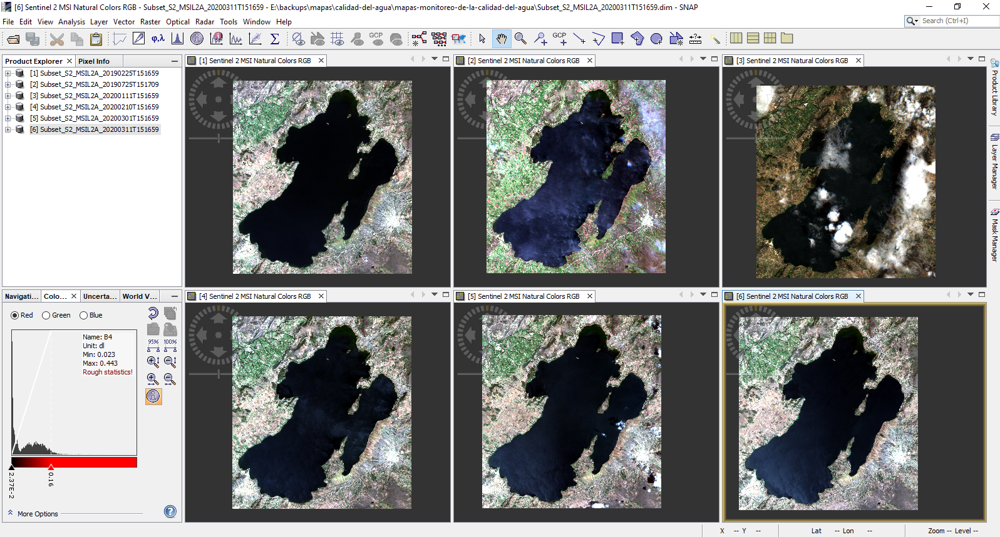 [6] Sentinel 2 MSI Natural Colors RGB - Subset_S2_MSIL2A_20200311T151659 - E:\backups\mapas\calidad-del-agua\mapas-monitoreo-de-la-calidad-del-agua\Subset_S2_MSIL2A_20200311T151659.dim - SNAP
File Edit View Analysis Layer Vector Raster Optical Radar Tools Window Help
Search (Ctrl+I)
φ,λ GCP GCP
Product Explorer Pixel Info
[1] Subset_S2_MSIL2A_20190225T151659
[2] Subset_S2_MSIL2A_20190725T151709
[3] Subset_S2_MSIL2A_20200111T151659
[4] Subset_S2_MSIL2A_20200210T151659
[5] Subset_S2_MSIL2A_20200301T151659
[6] Subset_S2_MSIL2A_20200311T151659
[1] Sentinel 2 MSI Natural Colors RGB
[2] Sentinel 2 MSI Natural Colors RGB
[3] Sentinel 2 MSI Natural Colors RGB
Product Library
Layer Manager
Mask Manager
Navigati... Colo... Uncerta... World V...
Red Green Blue
Name: B4
Unit: dl
Min: 0.023
Max: 0.443
Rough statistics!
95% 100%
2.37E-2
0.16
More Options
[4] Sentinel 2 MSI Natural Colors RGB
[5] Sentinel 2 MSI Natural Colors RGB
[6] Sentinel 2 MSI Natural Colors RGB
X -- Y -- Lat -- Lon -- Zoom -- Level --